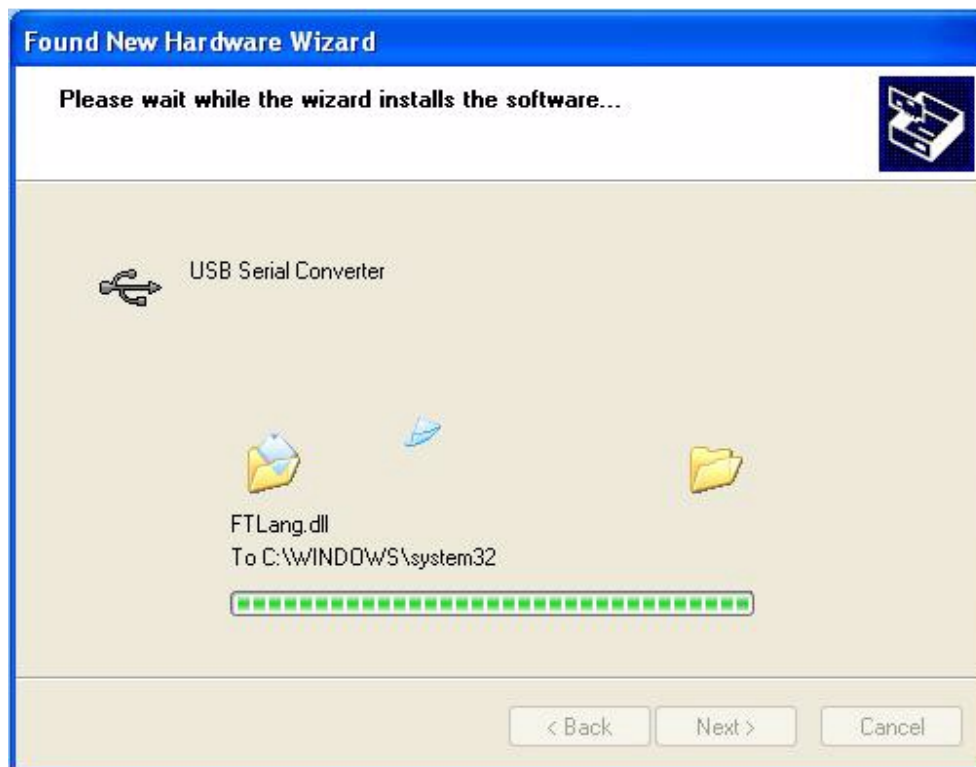 Found New Hardware Wizard
Please wait while the wizard installs the software...
USB Serial Converter
FTLang.dll
To C:\WINDOWS\system32
< Back
Next >
Cancel